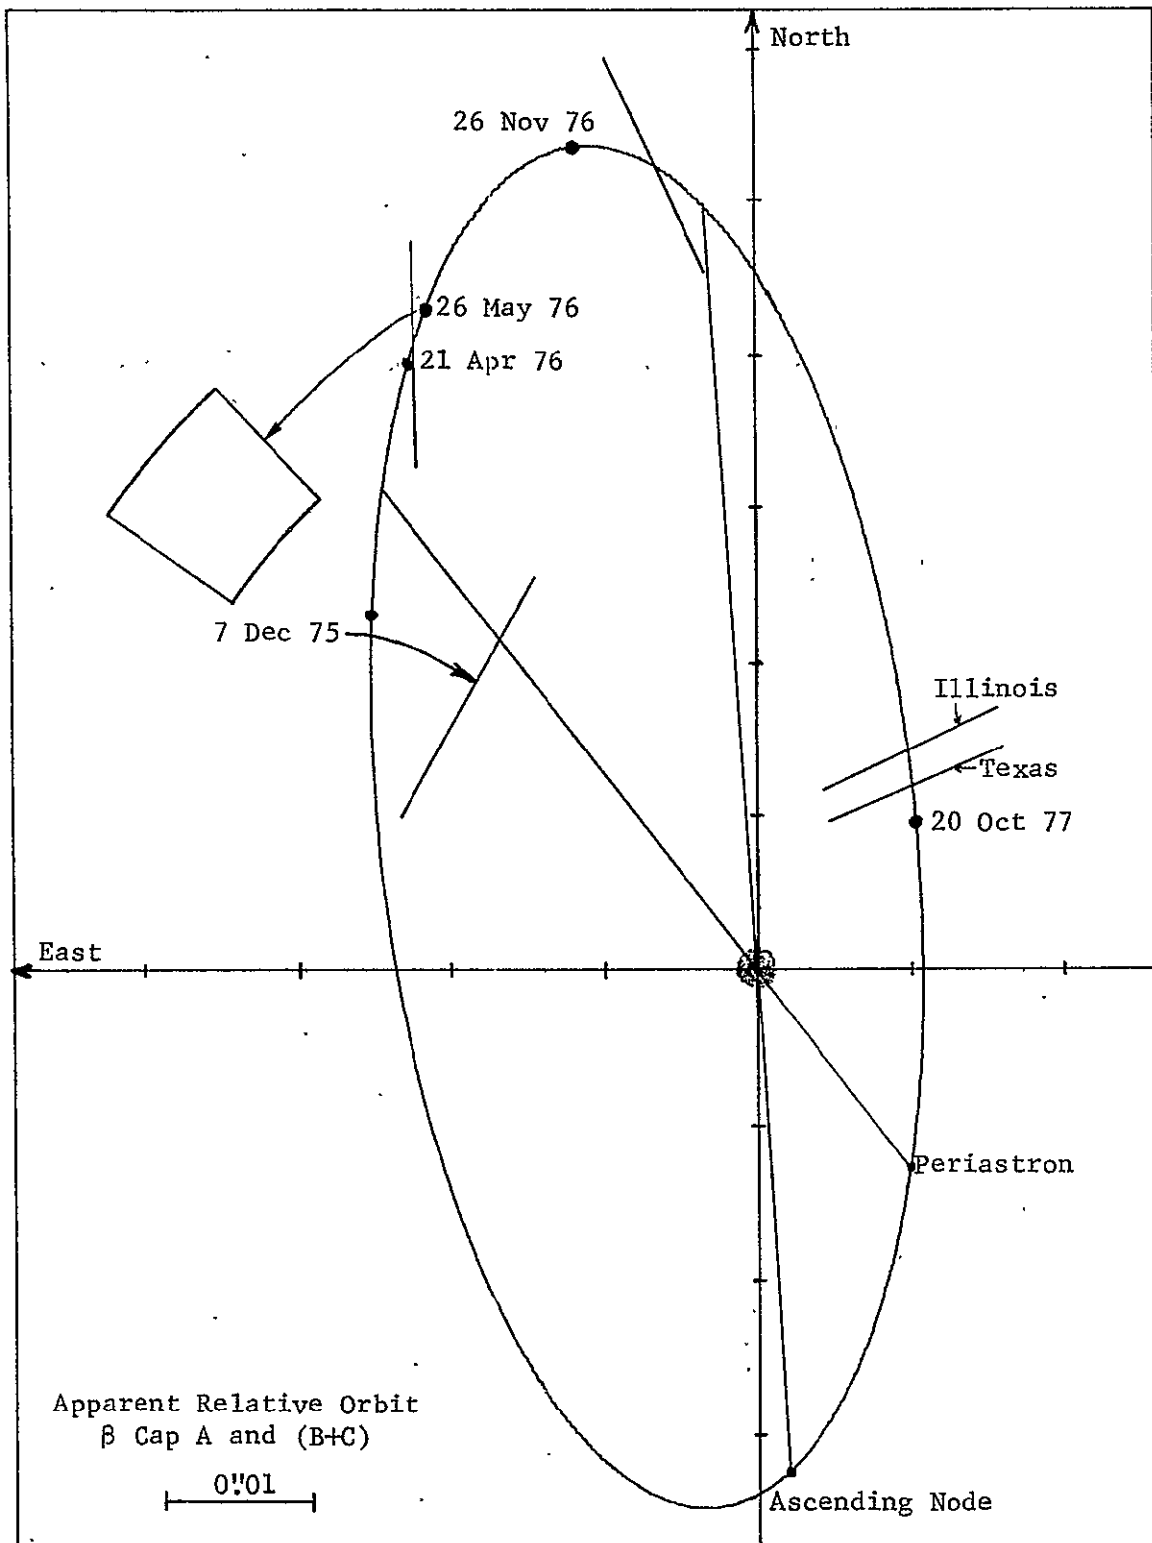 North
26 Nov 76
26 May 76
21 Apr 76
7 Dec 75
Illinois
Texas
20 Oct 77
East
Periastron
Apparent Relative Orbit
β Cap A and (B+C)
0".01
Ascending Node